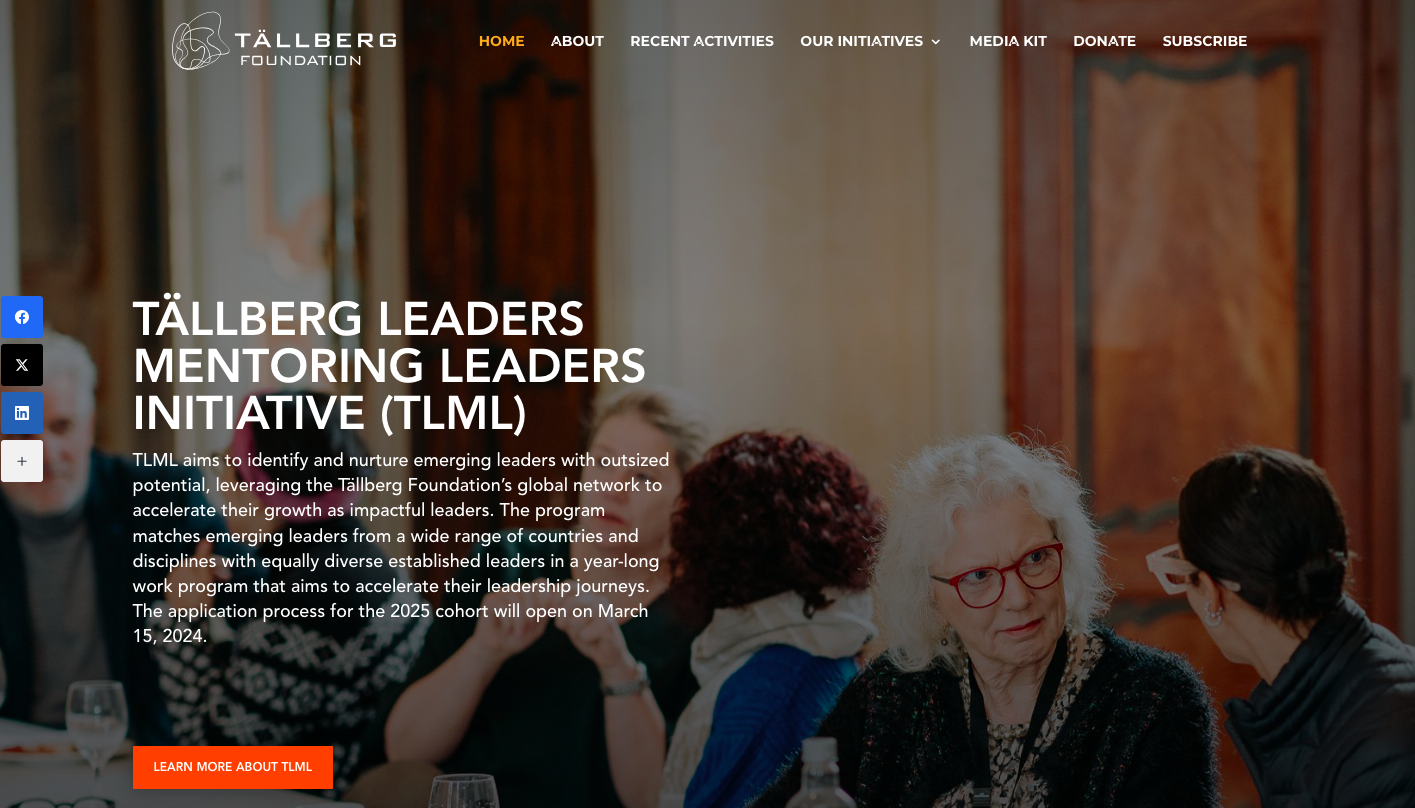 TÄLLBERG
FOUNDATION
HOME ABOUT RECENT ACTIVITIES OUR INITIATIVES MEDIA KIT DONATE SUBSCRIBE
TÄLLBERG LEADERS
MENTORING LEADERS
INITIATIVE (TLML)
TLML aims to identify and nurture emerging leaders with outsized
potential, leveraging the Tällberg Foundation’s global network to
accelerate their growth as impactful leaders. The program
matches emerging leaders from a wide range of countries and
disciplines with equally diverse established leaders in a year-long
work program that aims to accelerate their leadership journeys.
The application process for the 2025 cohort will open on March
15, 2024.
LEARN MORE ABOUT TLML